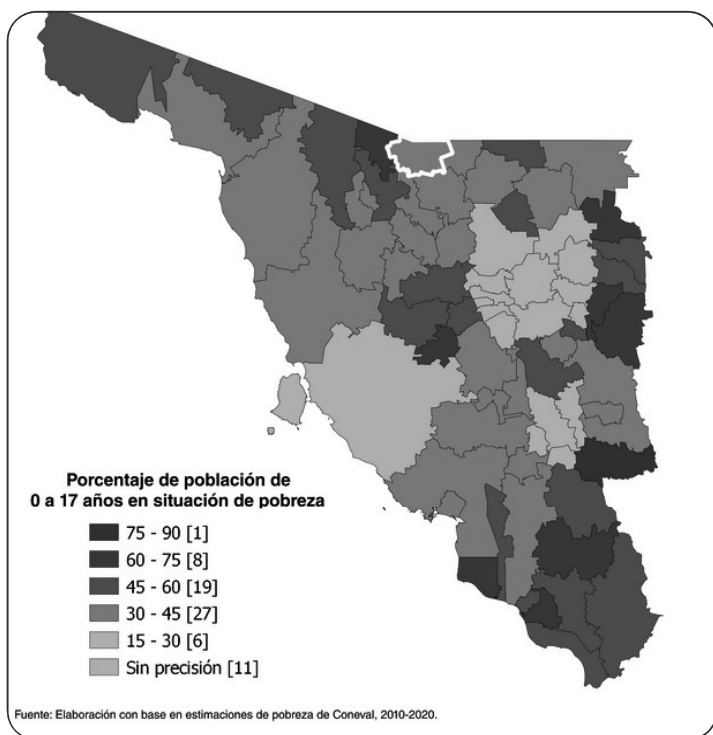 Porcentaje de población de
0 a 17 años en situación de pobreza
75 - 90 [1]
60 - 75 [8]
45 - 60 [19]
30 - 45 [27]
15 - 30 [6]
Sin precisión [11]
Fuente: Elaboración con base en estimaciones de pobreza de Coneval, 2010-2020.